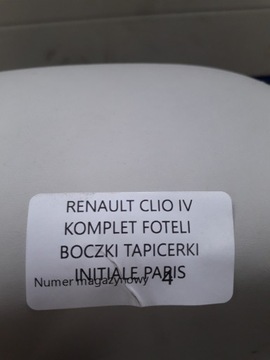 RENAULT CLIO IV
KOMPLET FOTELI
BOCZKI TAPICERKI
INITIALE PARIS
Numer magazynowy 4